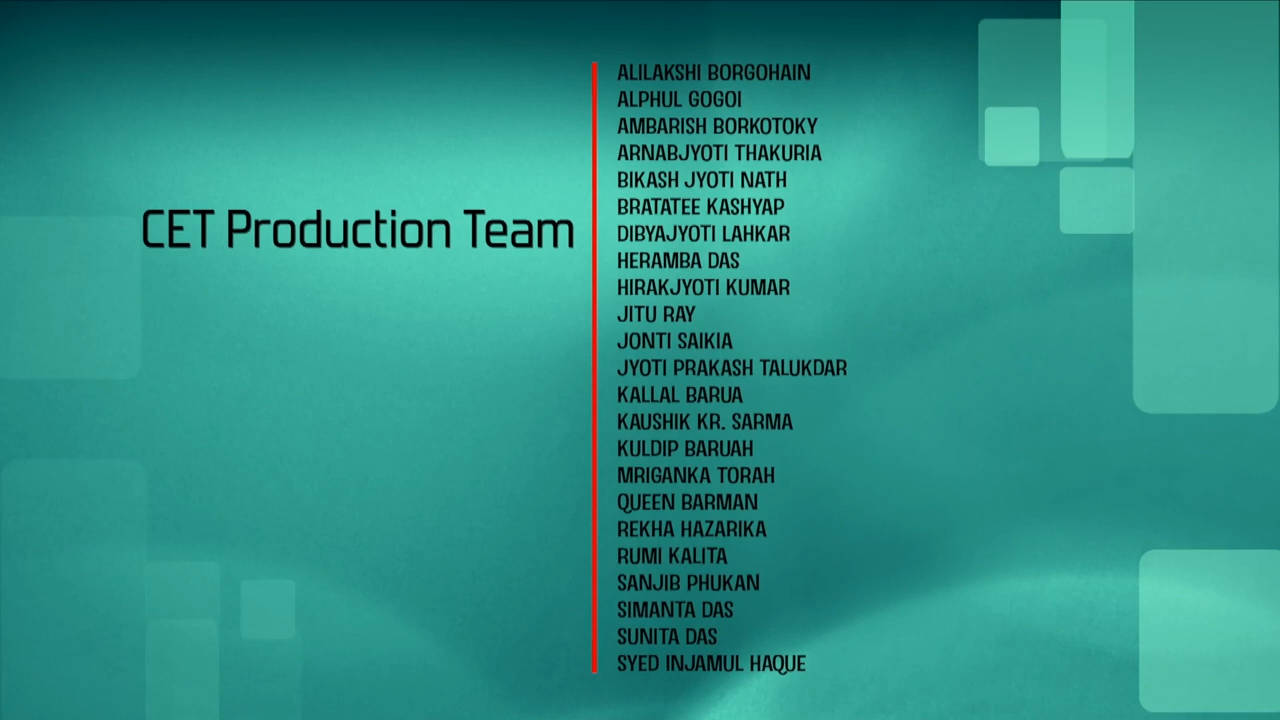 CET Production Team
ALILAKSHI BORGOHAIN
ALPHUL GOGOI
AMBARISH BORKOTOKY
ARNABJYOTI THAKURIA
BIKASH JYOTI NATH
BRATATEE KASHYAP
DIBYAJYOTI LAHKAR
HERAMBA DAS
HIRAKJYOTI KUMAR
JITU RAY
JONTI SAIKIA
JYOTI PRAKASH TALUKDAR
KALLAL BARUA
KAUSHIK KR. SARMA
KULDIP BARUAH
MRIGANKA TORAH
QUEEN BARMAN
REKHA HAZARIKA
RUMI KALITA
SANJIB PHUKAN
SIMANTA DAS
SUNITA DAS
SYED INJAMUL HAQUE